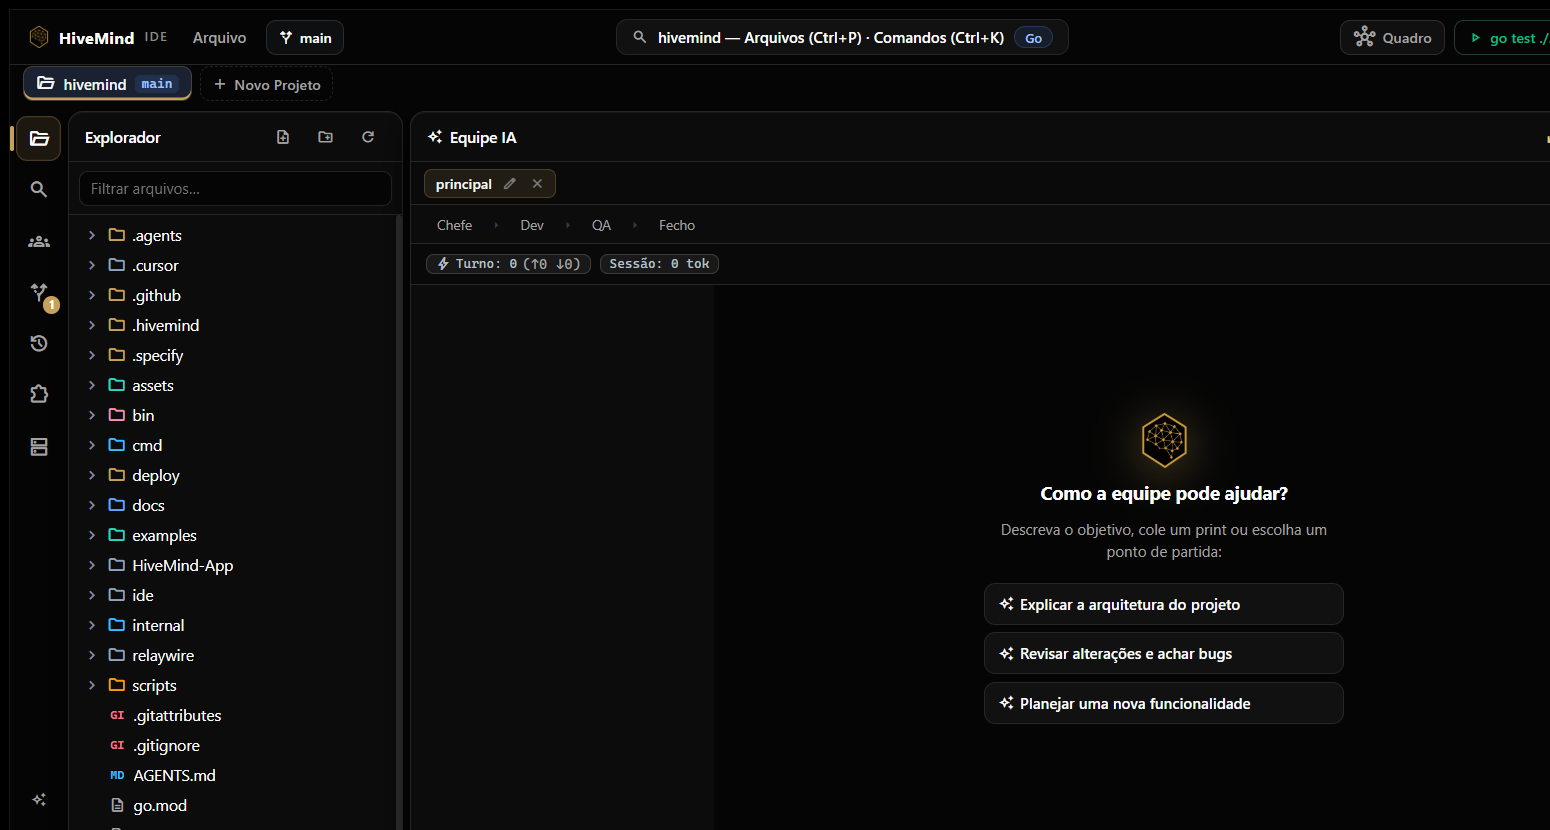 HiveMind IDE Arquivo main hivemind — Arquivos (Ctrl+P) · Comandos (Ctrl+K) Go Quadro go test ./
hivemind main + Novo Projeto
Explorador
Filtrar arquivos...
.agents
.cursor
.github
.hivemind
.specify
assets
bin
cmd
deploy
docs
examples
HiveMind-App
ide
internal
relaywire
scripts
GI .gitattributes
GI .gitignore
MD AGENTS.md
go.mod
1
Equipe IA
principal
Chefe Dev QA Fecho
Turno: 0 (↑0 ↓0) Sessão: 0 tok
Como a equipe pode ajudar?
Descreva o objetivo, cole um print ou escolha um
ponto de partida:
Explicar a arquitetura do projeto
Revisar alterações e achar bugs
Planejar uma nova funcionalidade